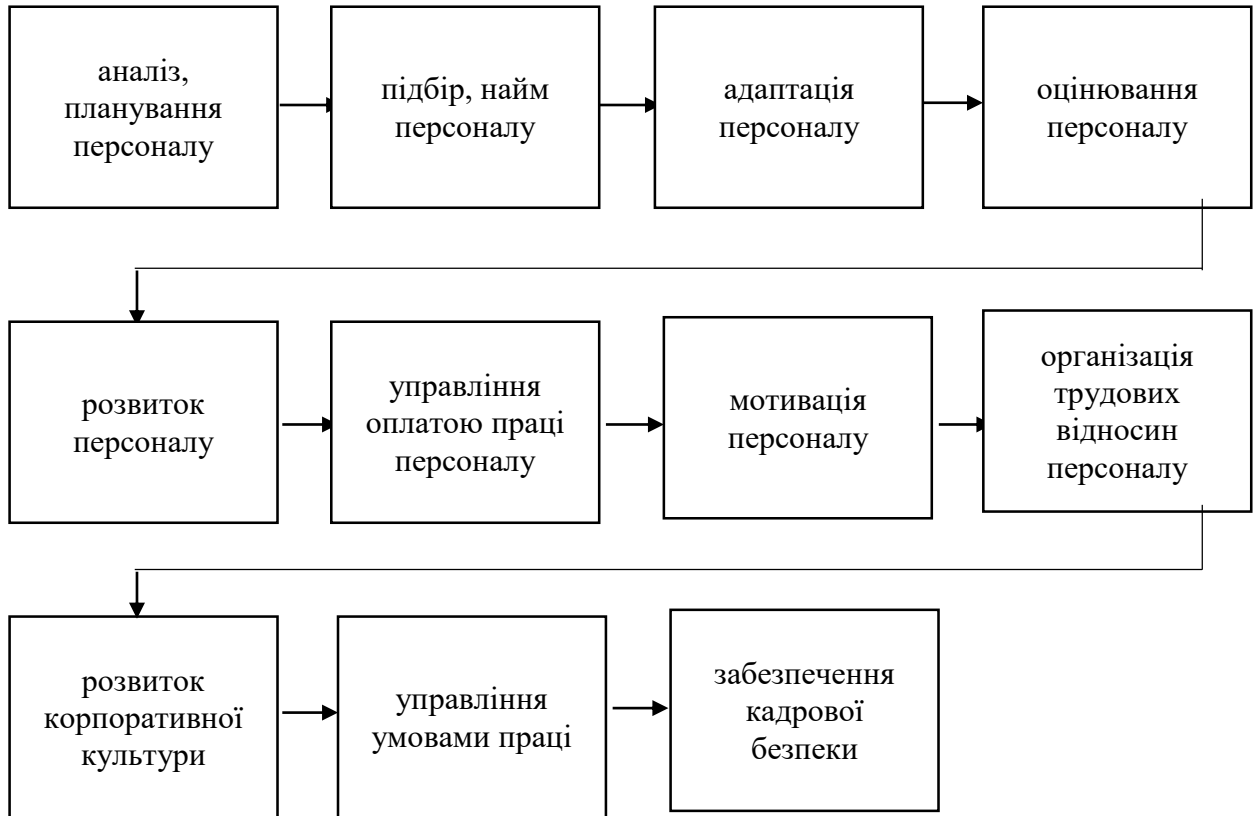 аналіз,
планування
персоналу
підбір, найм
персоналу
адаптація
персоналу
оцінювання
персоналу
розвиток
персоналу
управління
оплатою праці
персоналу
мотивація
персоналу
організація
трудових
відносин
персоналу
розвиток
корпоративної
культури
управління
умовами праці
забезпечення
кадрової
безпеки